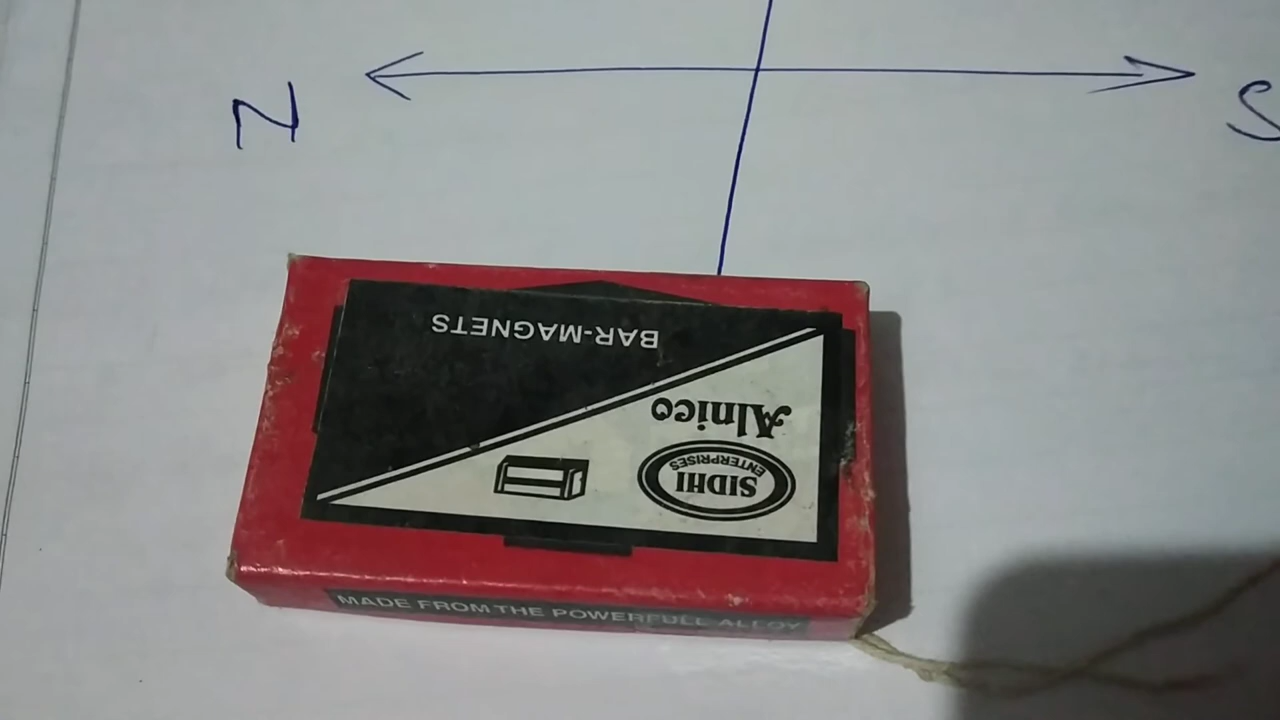 N
S
BAR-MAGNETS
Alnico
SIDHI
ENTERPRISES
MADE FROM THE POWERFULL ALLOY